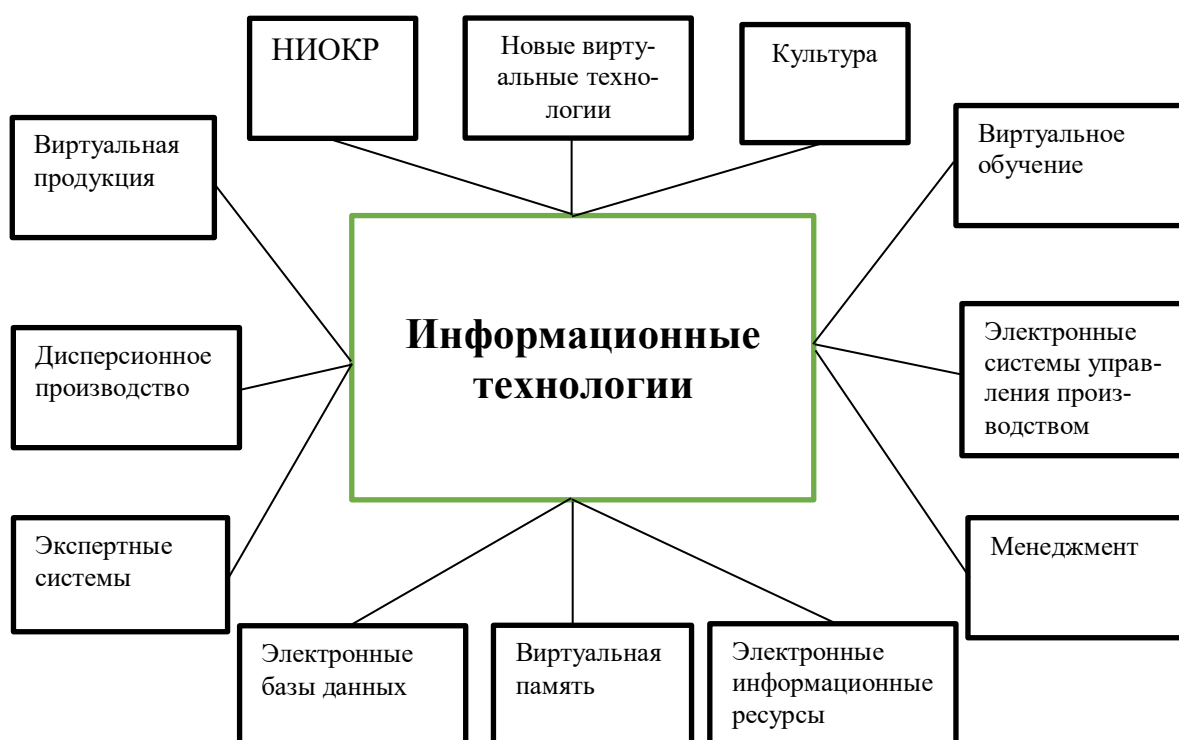 НИОКР
Новые вирту-
альные техно-
логии
Культура
Виртуальная
продукция
Виртуальное
обучение
Информационные
технологии
Дисперсионное
производство
Электронные
системы управ-
ления произ-
водством
Экспертные
системы
Менеджмент
Электронные
базы данных
Виртуальная
память
Электронные
информационные
ресурсы